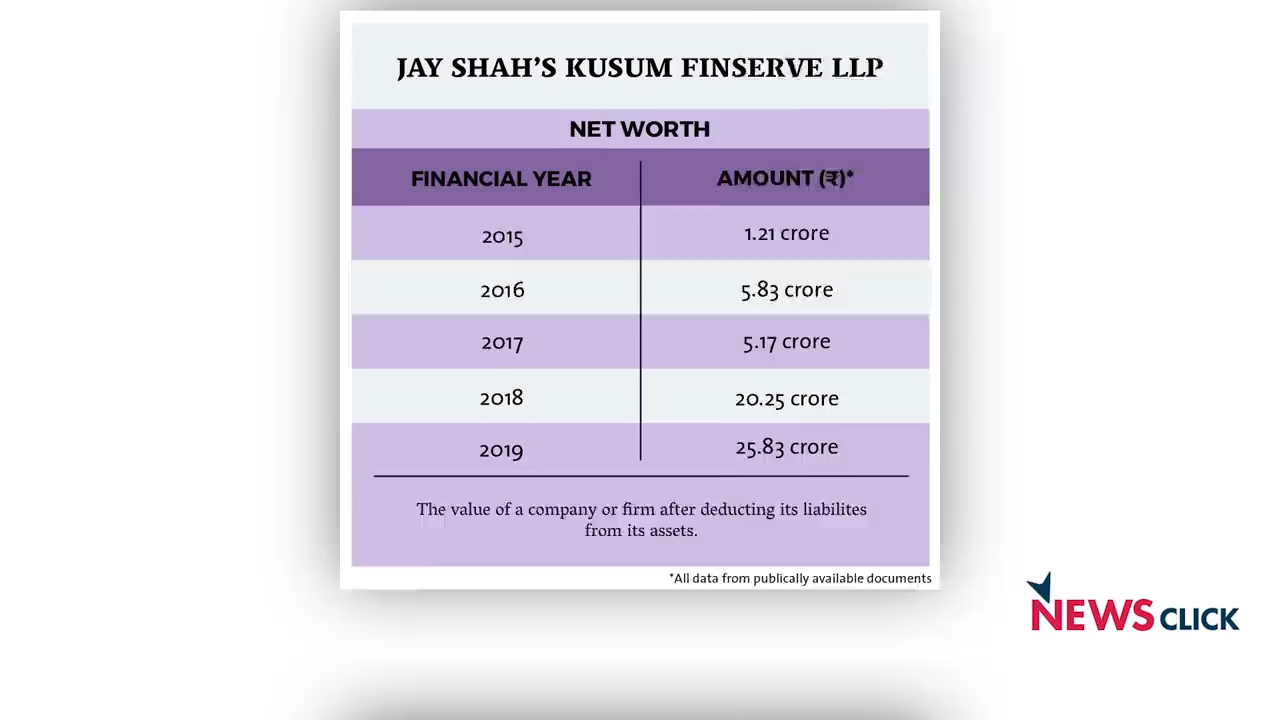 JAY SHAH'S KUSUM FINSERVE LLP
NET WORTH
FINANCIAL YEAR AMOUNT (₹)*
2015 1.21 crore
2016 5.83 crore
2017 5.17 crore
2018 20.25 crore
2019 25.83 crore
The value of a company or firm after deducting its liabilites
from its assets.
*All data from publically available documents
NEWSCLICK